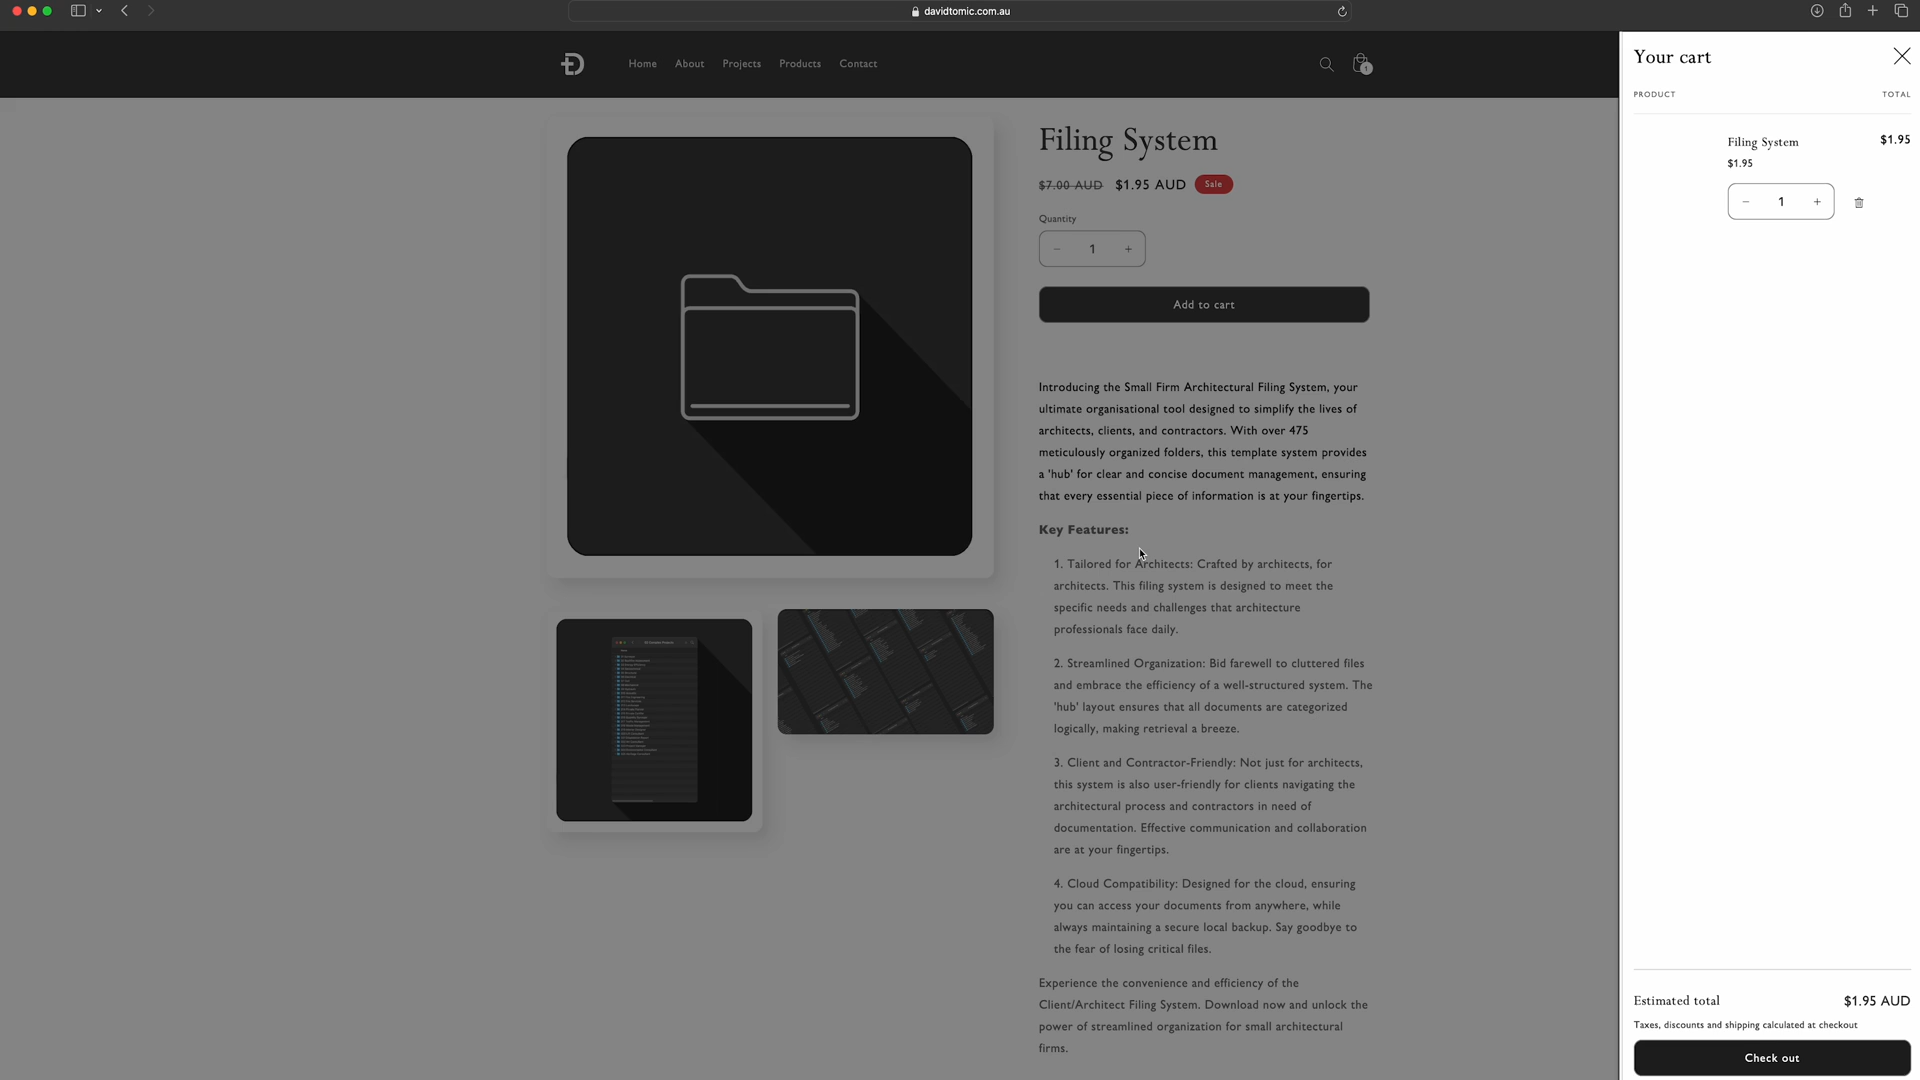 davidtomic.com.au
Home
About
Projects
Products
Contact
1
Filing System
$7.00 AUD
$1.95 AUD
Sale
Quantity
− 1 +
Add to cart
Introducing the Small Firm Architectural Filing System, your
ultimate organisational tool designed to simplify the lives of
architects, clients, and contractors. With over 475
meticulously organized folders, this template system provides
a 'hub' for clear and concise document management, ensuring
that every essential piece of information is at your fingertips.
Key Features:
1. Tailored for Architects: Crafted by architects, for
architects. This filing system is designed to meet the
specific needs and challenges that architecture
professionals face daily.
2. Streamlined Organization: Bid farewell to cluttered files
and embrace the efficiency of a well-structured system. The
'hub' layout ensures that all documents are categorized
logically, making retrieval a breeze.
3. Client and Contractor-Friendly: Not just for architects,
this system is also user-friendly for clients navigating the
architectural process and contractors in need of
documentation. Effective communication and collaboration
are at your fingertips.
4. Cloud Compatibility: Designed for the cloud, ensuring
you can access your documents from anywhere, while
always maintaining a secure local backup. Say goodbye to
the fear of losing critical files.
Experience the convenience and efficiency of the
Client/Architect Filing System. Download now and unlock the
power of streamlined organization for small architectural
firms.
Your cart
PRODUCT
TOTAL
Filing System
$1.95
$1.95
− 1 +
Estimated total
$1.95 AUD
Taxes, discounts and shipping calculated at checkout
Check out